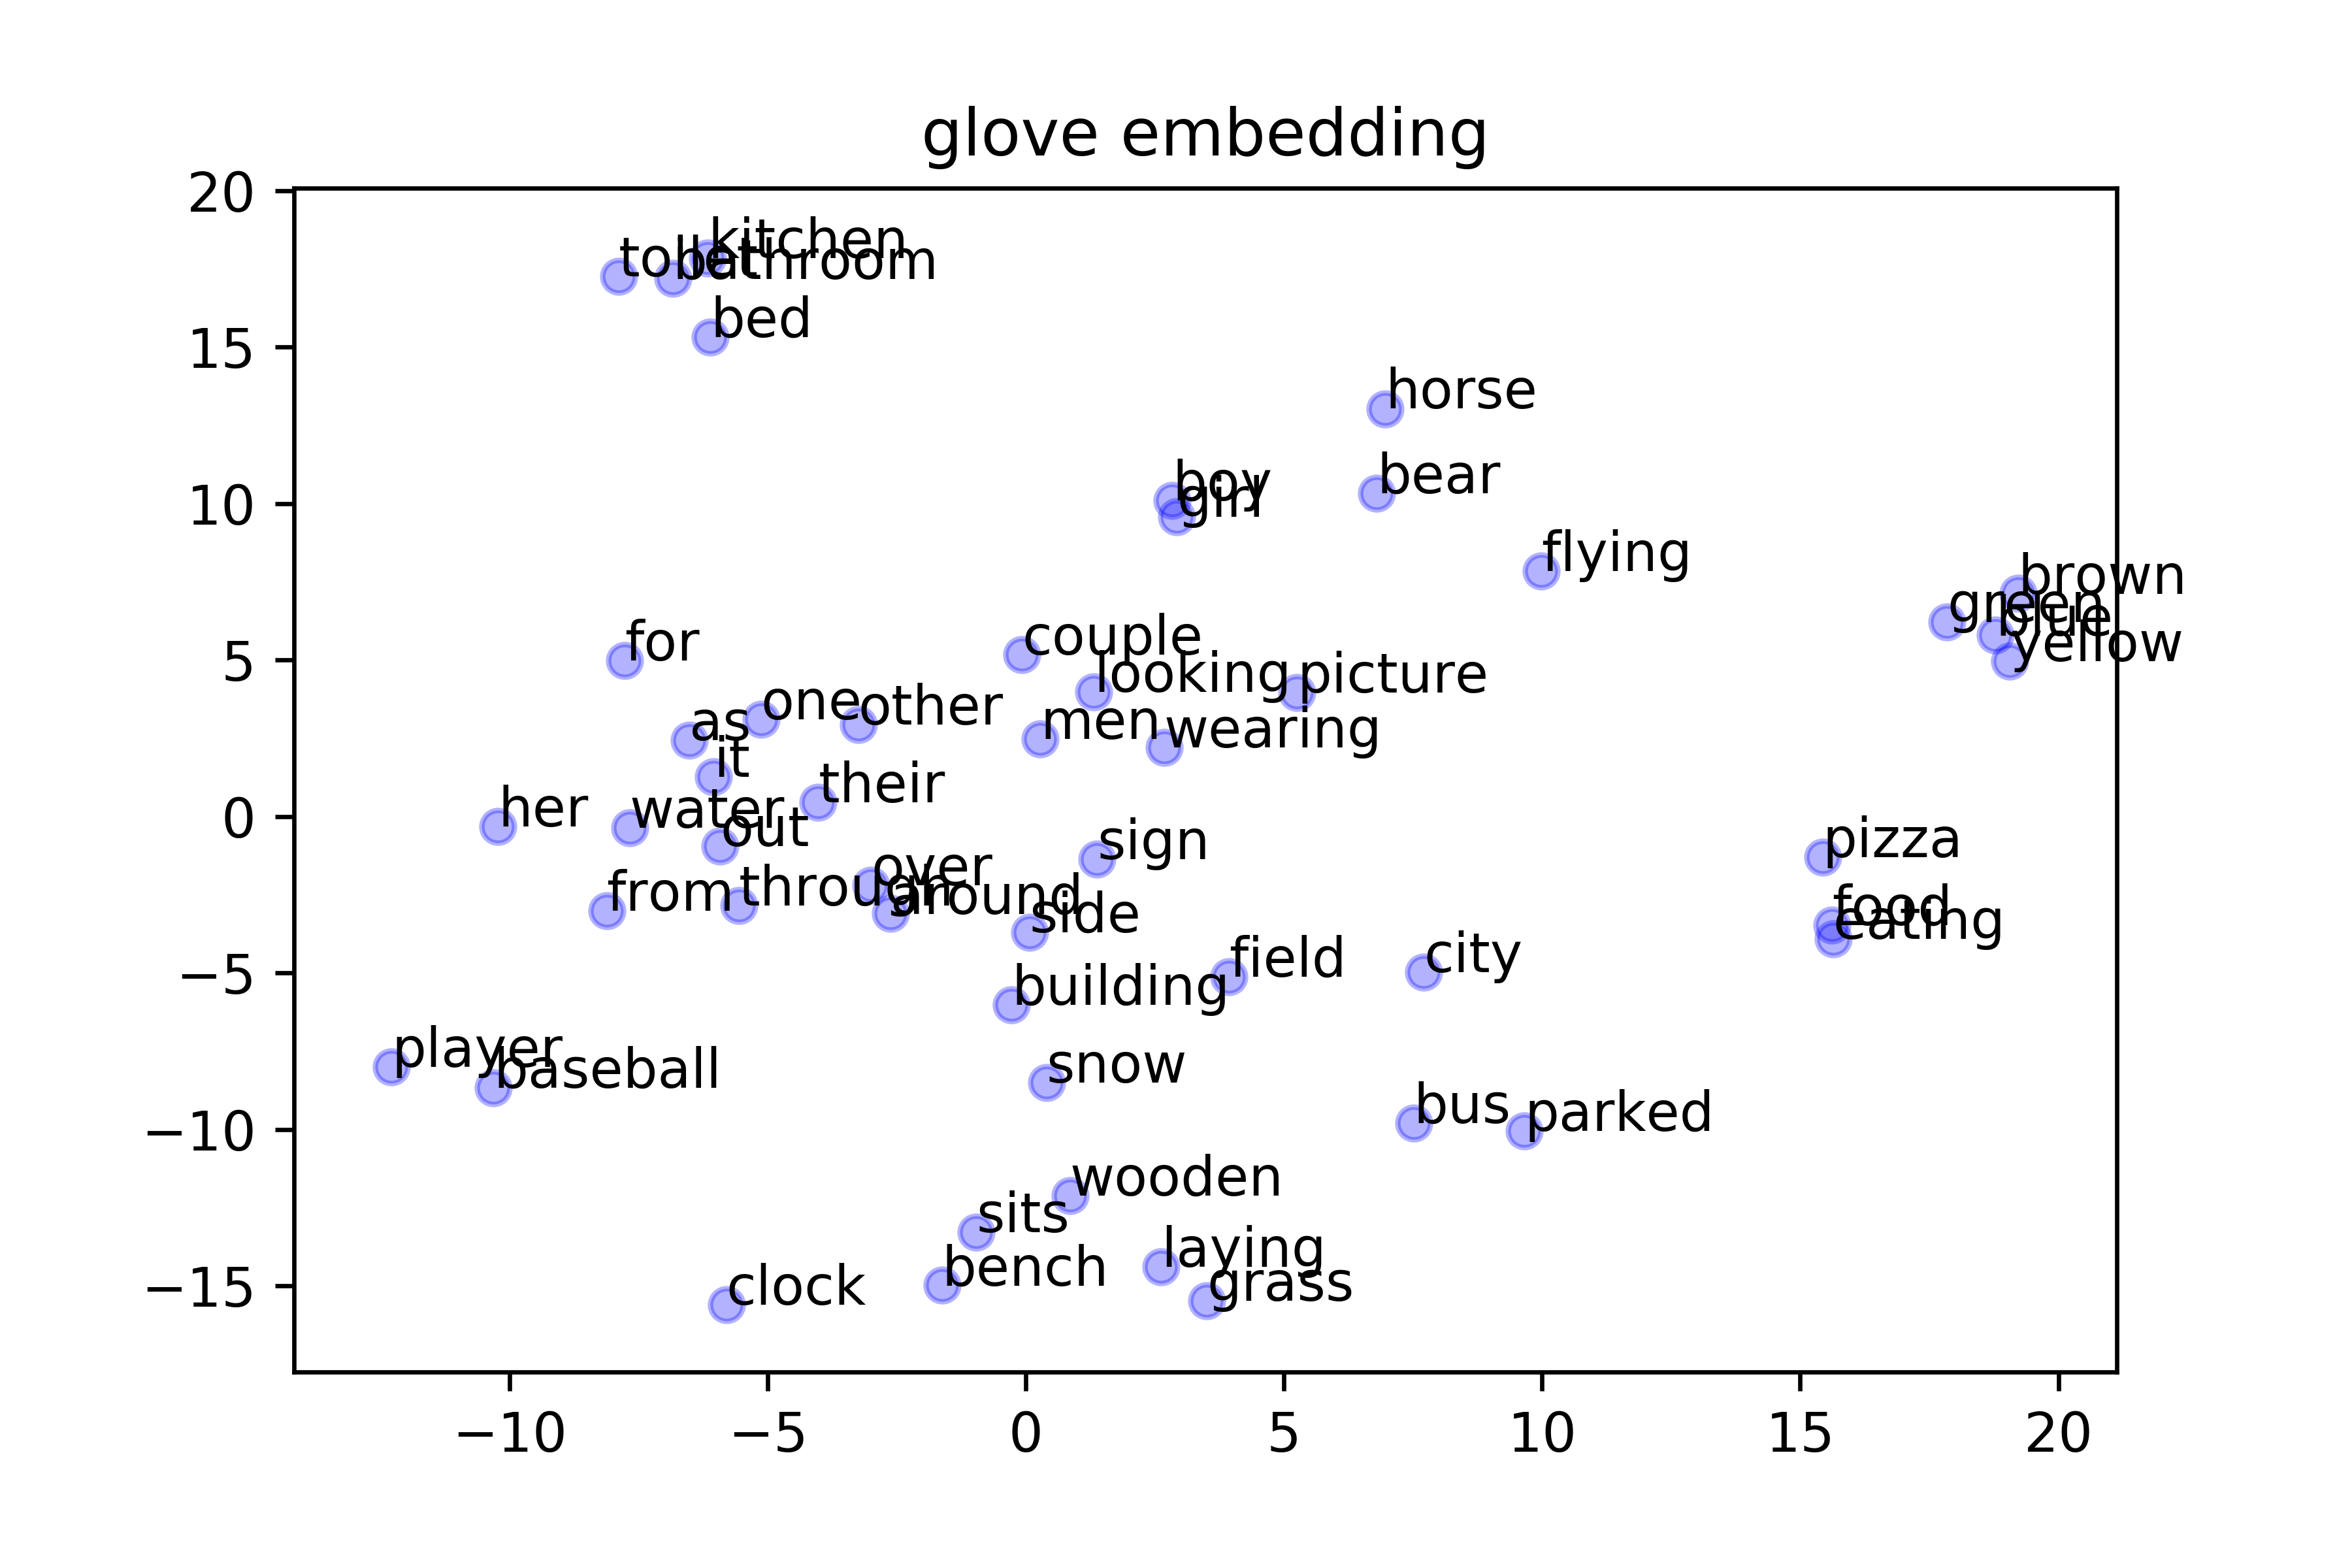 glove embedding
20
kitchen
toilet
bathroom
bed
15
horse
bear
boy
girl
10
flying
brown
green
blue
yellow
for
couple
5
looking
picture
one
other
as
men
wearing
it
their
her
water
out
0
sign
pizza
over
from
through
around
side
food
eating
field
city
−5
building
player
baseball
snow
bus
parked
−10
wooden
sits
laying
bench
grass
clock
−15
−10
−5
0
5
10
15
20